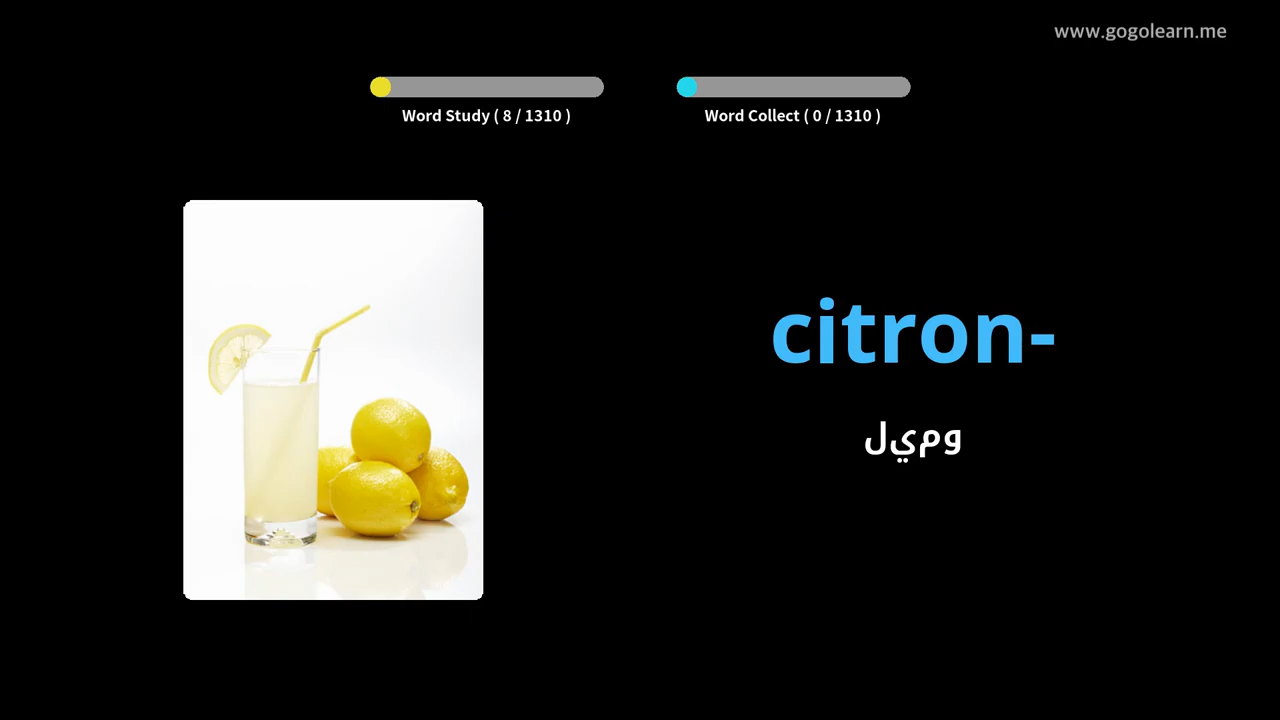 www.gogolearn.me
Word Study ( 8 / 1310 )
Word Collect ( 0 / 1310 )
citron-
وميل